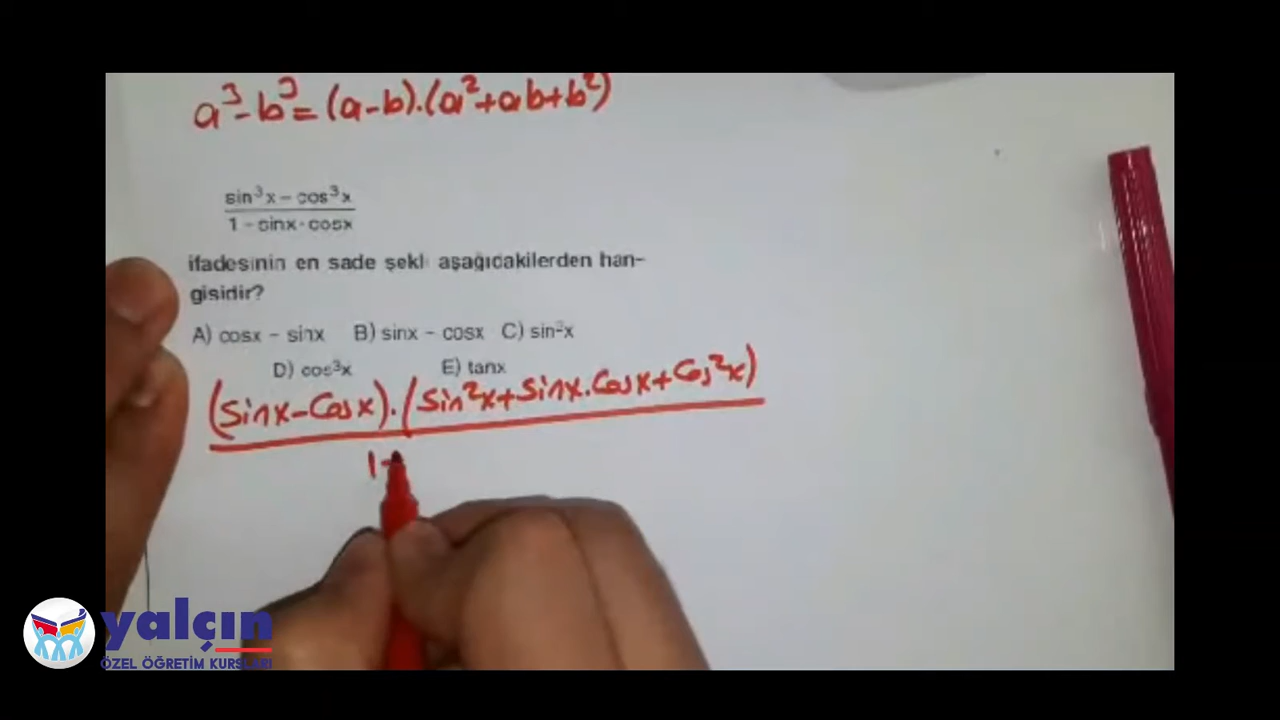 a³-b³=(a-b).(a²+ab+b²)
sin³x - cos³x
1 - sinx · cosx
ifadesinin en sade şekli aşağıdakilerden han-
gisidir?
A) cosx - sinx B) sinx - cosx C) sin²x
D) cos³x E) tanx
(Sinx-Cosx).(Sin²x+Sinx.Cosx+Cos²x)
1-
yalçın
ÖZEL ÖĞRETİM KURSLARI